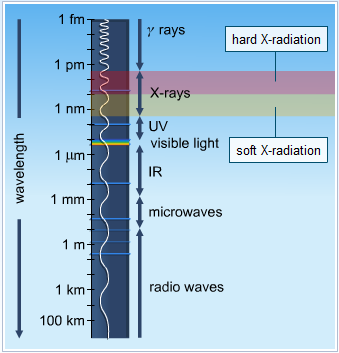 1 fm
γ rays
hard X-radiation
1 pm
X-rays
1 nm
UV
visible light
soft X-radiation
1 µm
IR
wavelength
1 mm
microwaves
1 m
1 km
radio waves
100 km